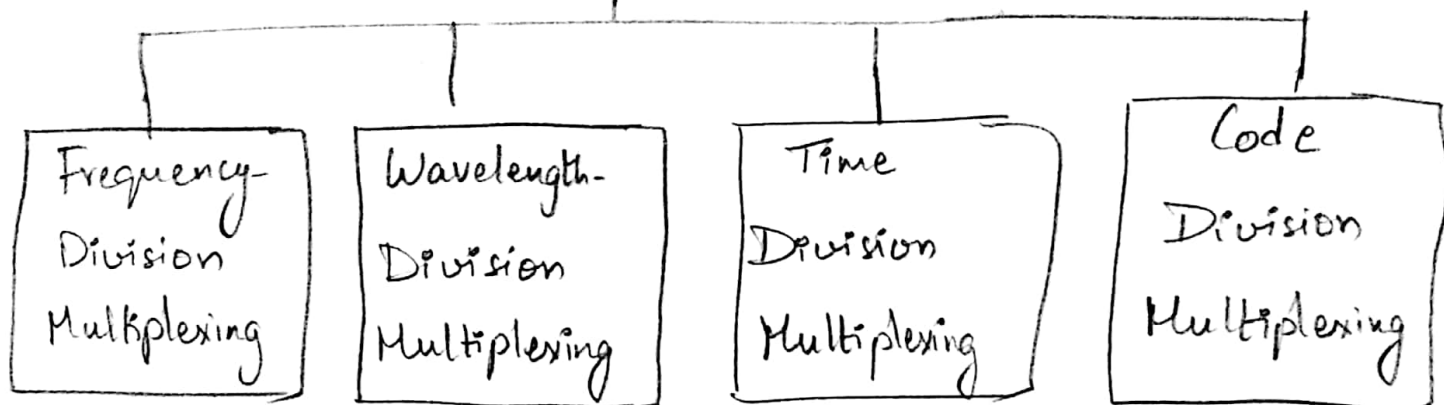 Frequency-
Division
Multiplexing
Wavelength-
Division
Multiplexing
Time
Division
Multiplexing
Code
Division
Multiplexing